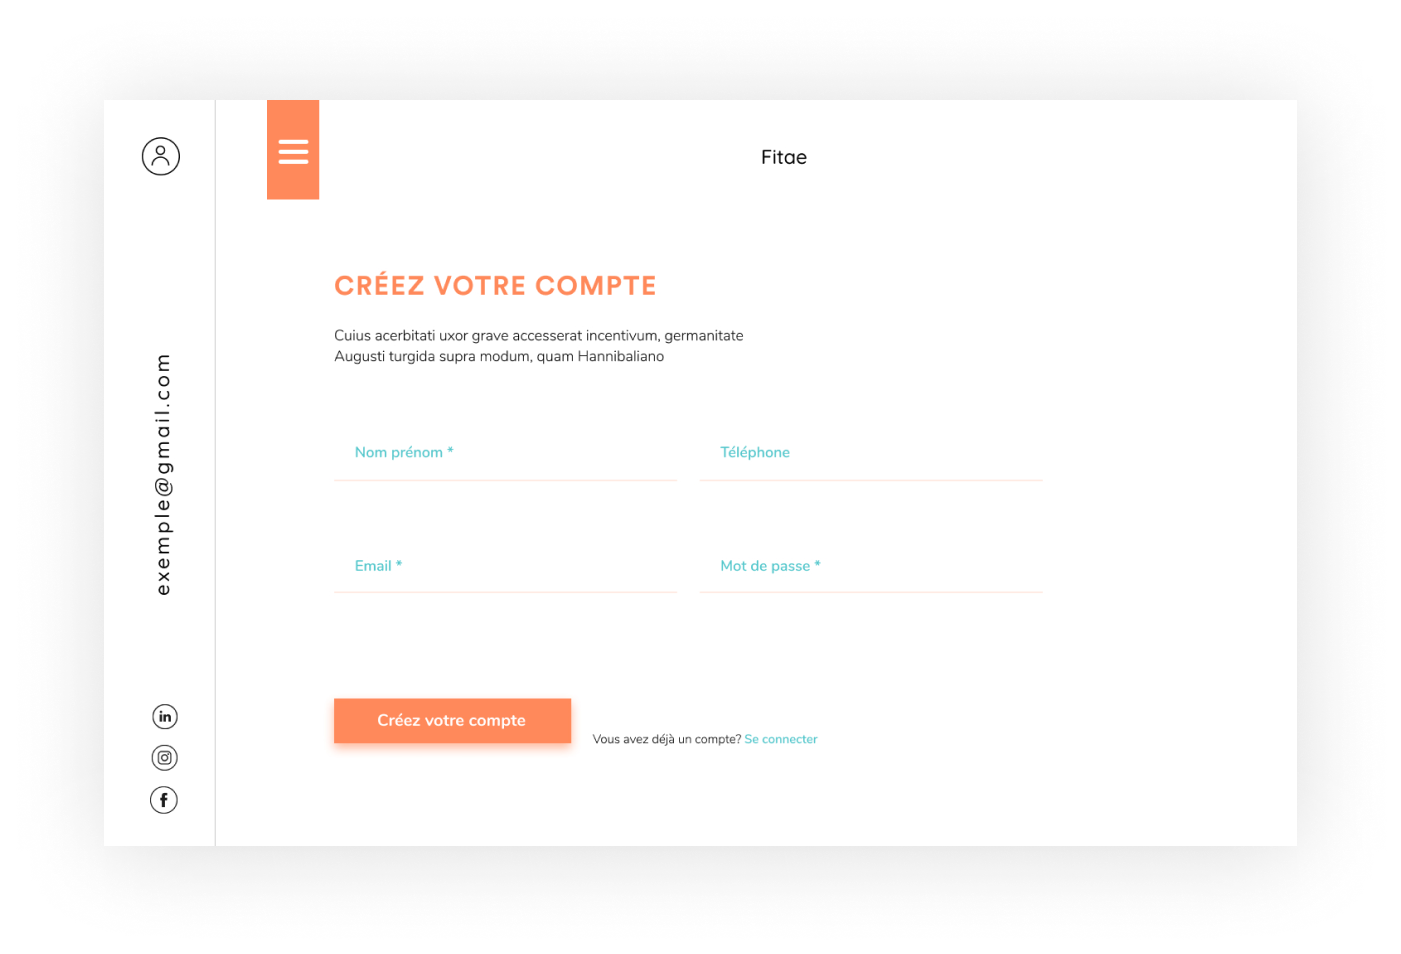 Fitae
CRÉEZ VOTRE COMPTE
Cuius acerbitati uxor grave accesserat incentivum, germanitate
Augusti turgida supra modum, quam Hannibaliano
exemple@gmail.com
Nom prénom *
Téléphone
Email *
Mot de passe *
Créez votre compte
Vous avez déjà un compte? Se connecter
in
f